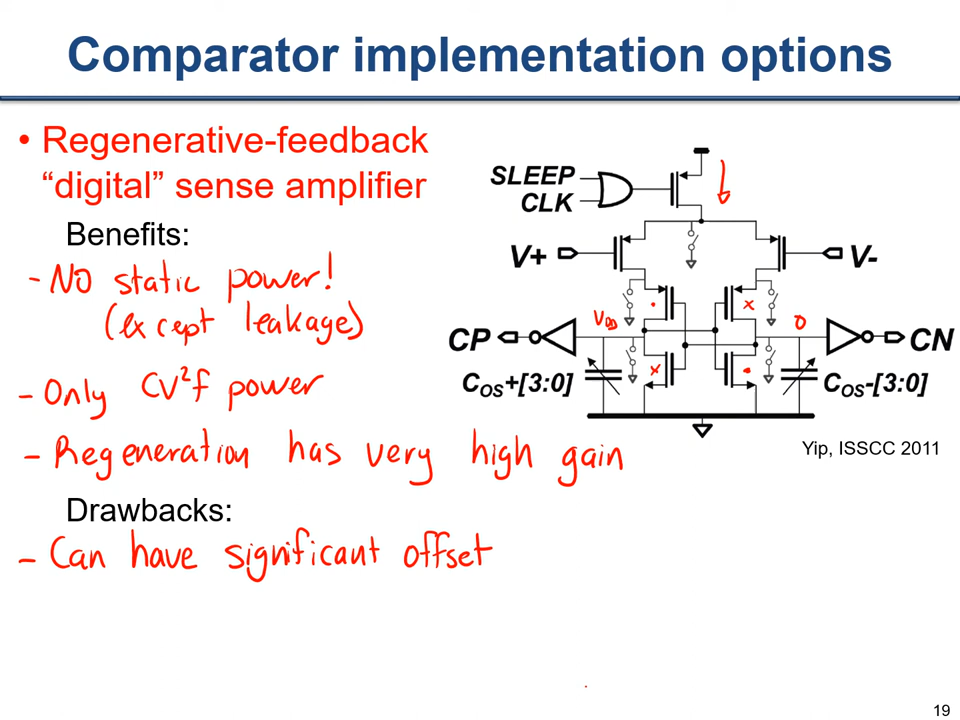 Comparator implementation options
• Regenerative-feedback
“digital” sense amplifier
Benefits:
- No static power!
(except leakage)
- Only CV²f power
- Regeneration has very high gain
Drawbacks:
- Can have significant offset
SLEEP
CLK
V+
V-
x
VDD
0
CP
CN
x
COS+[3:0]
COS-[3:0]
Yip, ISSCC 2011
19